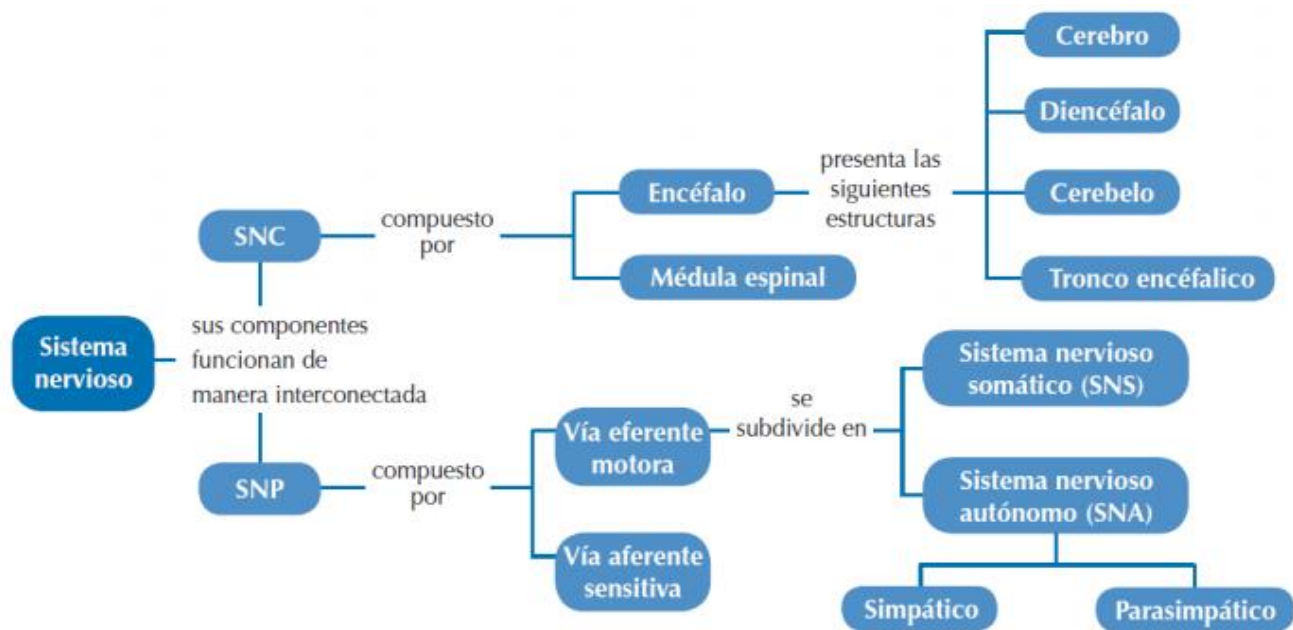 Sistema
nervioso
sus componentes
funcionan de
manera interconectada
SNC
compuesto
por
Encéfalo
presenta las
siguientes
estructuras
Cerebro
Diencéfalo
Cerebelo
Tronco encéfalico
Médula espinal
SNP
compuesto
por
Vía eferente
motora
se
subdivide en
Sistema nervioso
somático (SNS)
Sistema nervioso
autónomo (SNA)
Simpático
Parasimpático
Vía aferente
sensitiva